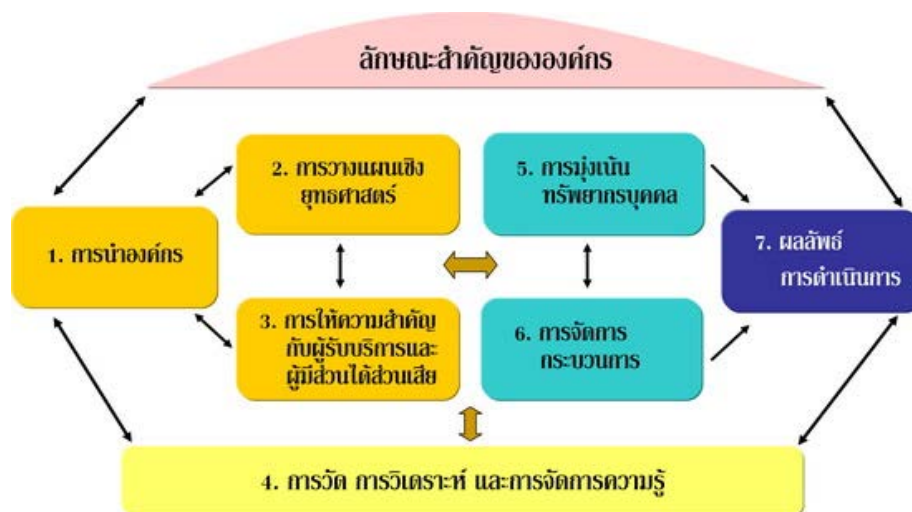 ลักษณะสำคัญขององค์กร
1. การนำองค์กร
2. การวางแผนเชิง
ยุทธศาสตร์
3. การให้ความสำคัญ
กับผู้รับบริการและ
ผู้มีส่วนได้ส่วนเสีย
4. การวัด การวิเคราะห์ และการจัดการความรู้
5. การมุ่งเน้น
ทรัพยากรบุคคล
6. การจัดการ
กระบวนการ
7. ผลลัพธ์
การดำเนินการ